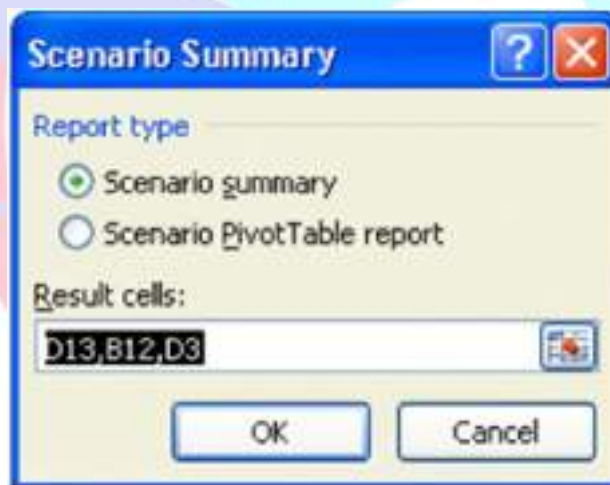 Scenario Summary
Report type
Scenario summary
Scenario PivotTable report
Result cells:
D13,B12,D3
OK
Cancel